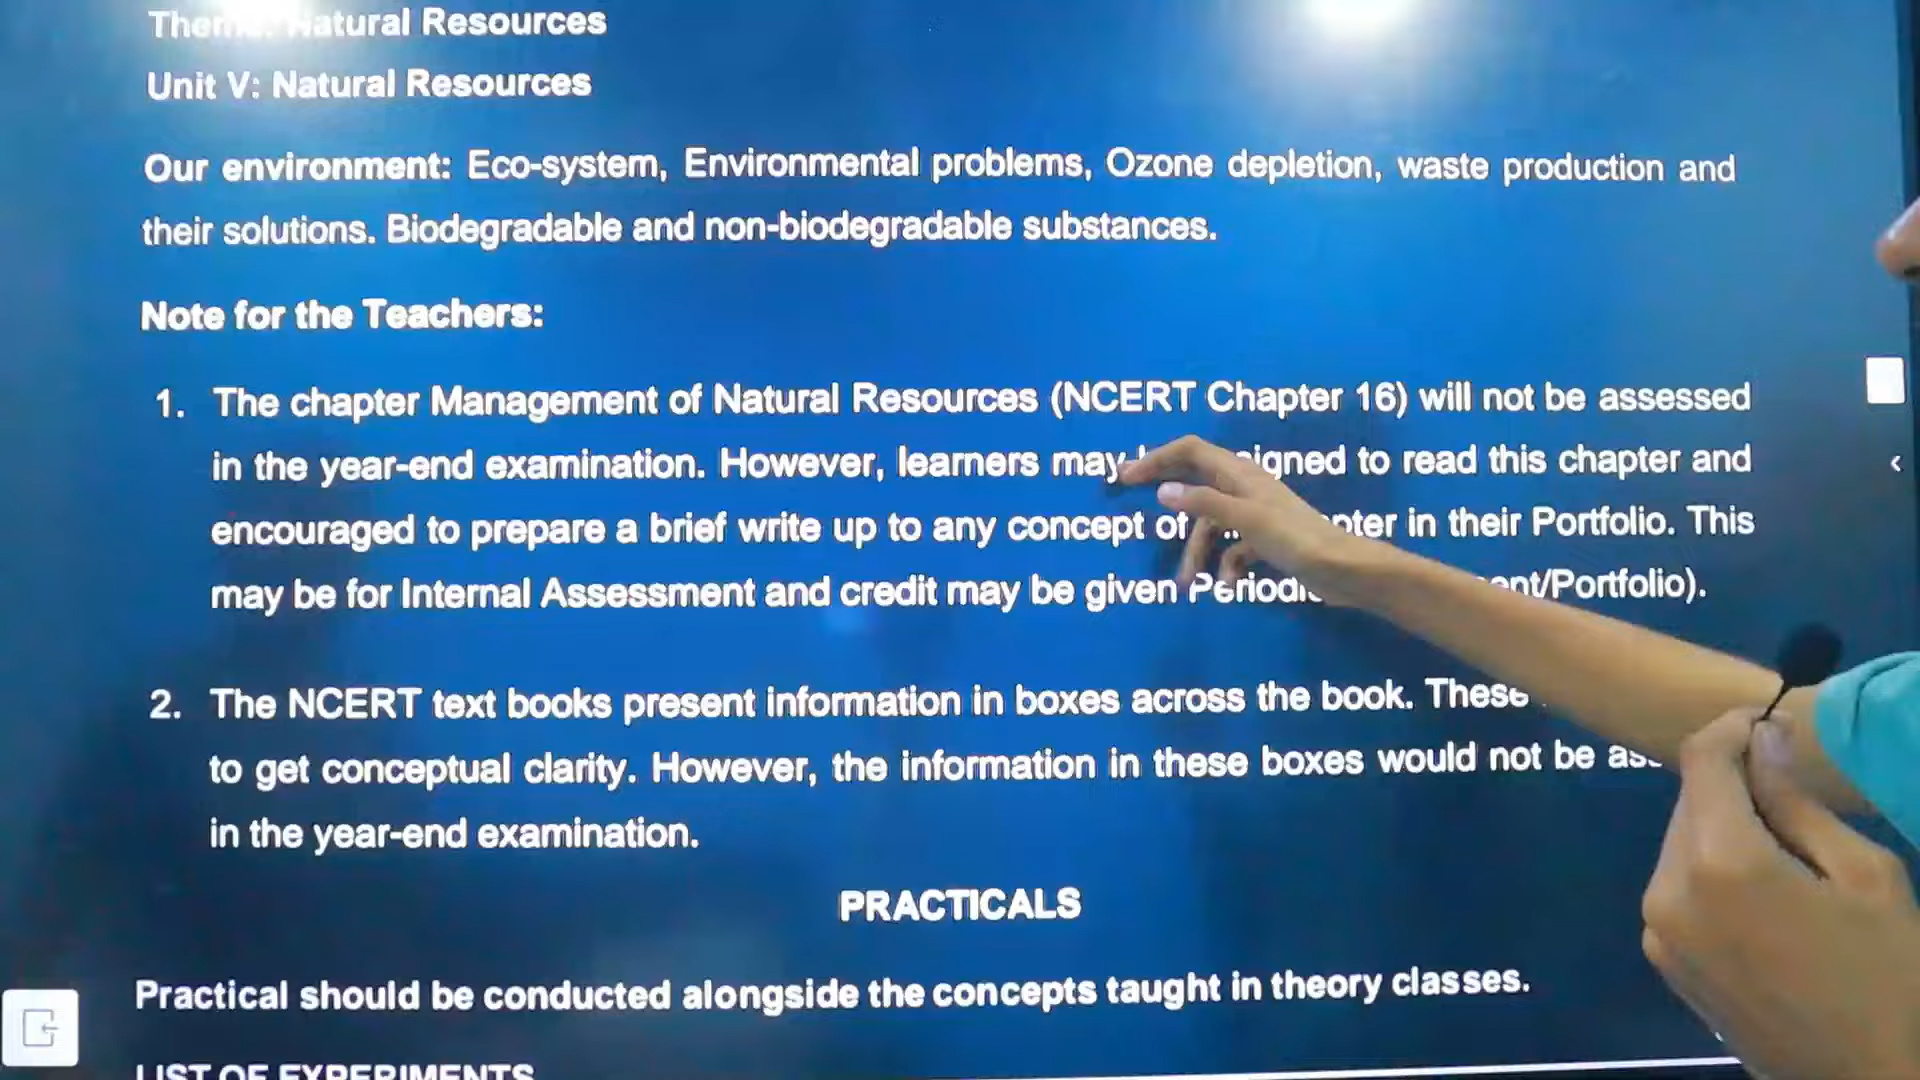 Theme: Natural Resources
Unit V: Natural Resources
Our environment: Eco-system, Environmental problems, Ozone depletion, waste production and
their solutions. Biodegradable and non-biodegradable substances.
Note for the Teachers:
1. The chapter Management of Natural Resources (NCERT Chapter 16) will not be assessed
in the year-end examination. However, learners may to read this chapter and
encouraged to prepare a brief write up to any concept of in their Portfolio. This
may be for Internal Assessment and credit may be given
2. The NCERT text books present information in boxes across the book. These
to get conceptual clarity. However, the information in these boxes would not be
in the year-end examination.
PRACTICALS
Practical should be conducted alongside the concepts taught in theory classes.
LIST OF EXPERIMENTS